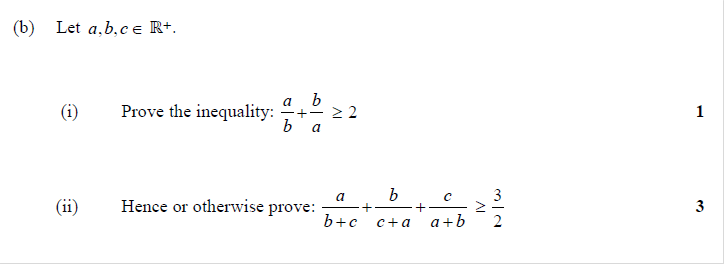 (b) Let a,b,c ∈ ℝ⁺.
(i) Prove the inequality: a/b + b/a ≥ 2 1
(ii) Hence or otherwise prove: a/(b+c) + b/(c+a) + c/(a+b) ≥ 3/2 3